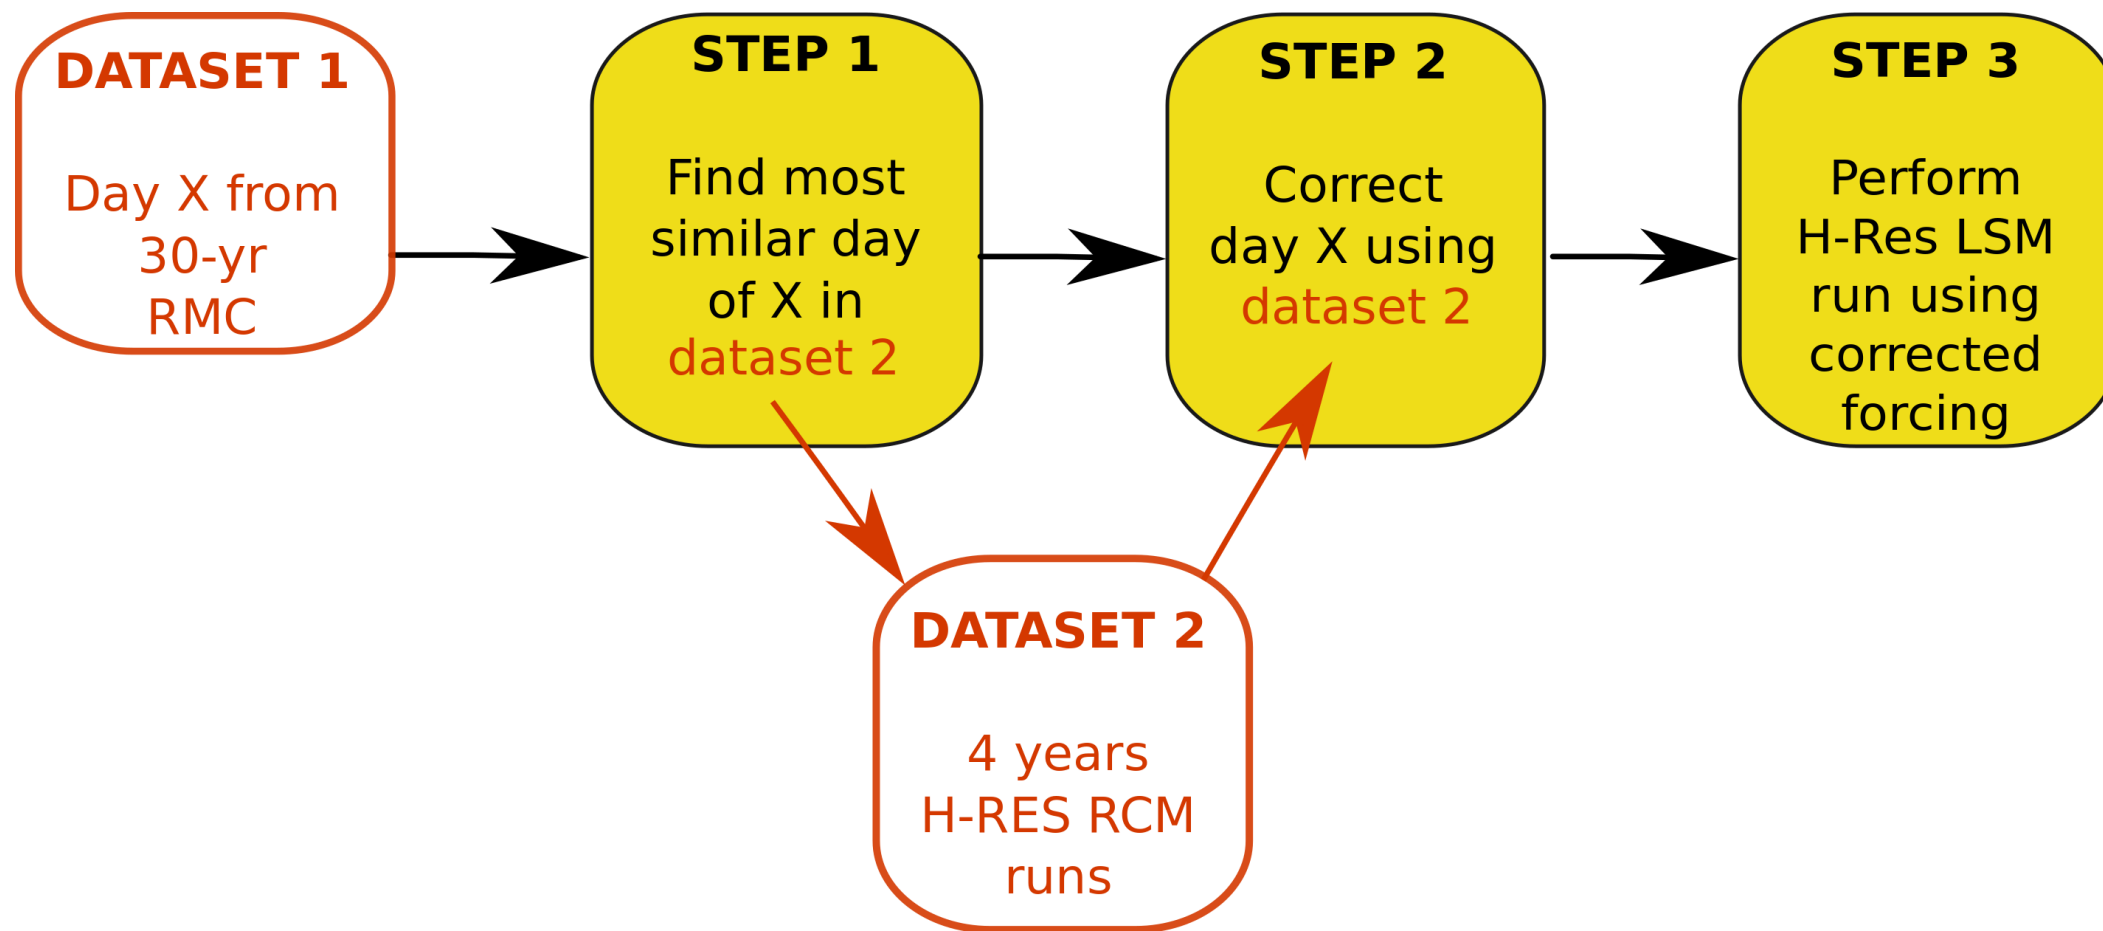 DATASET 1
Day X from
30-yr
RMC
STEP 1
Find most
similar day
of X in
dataset 2
STEP 2
Correct
day X using
dataset 2
STEP 3
Perform
H-Res LSM
run using
corrected
forcing
DATASET 2
4 years
H-RES RCM
runs